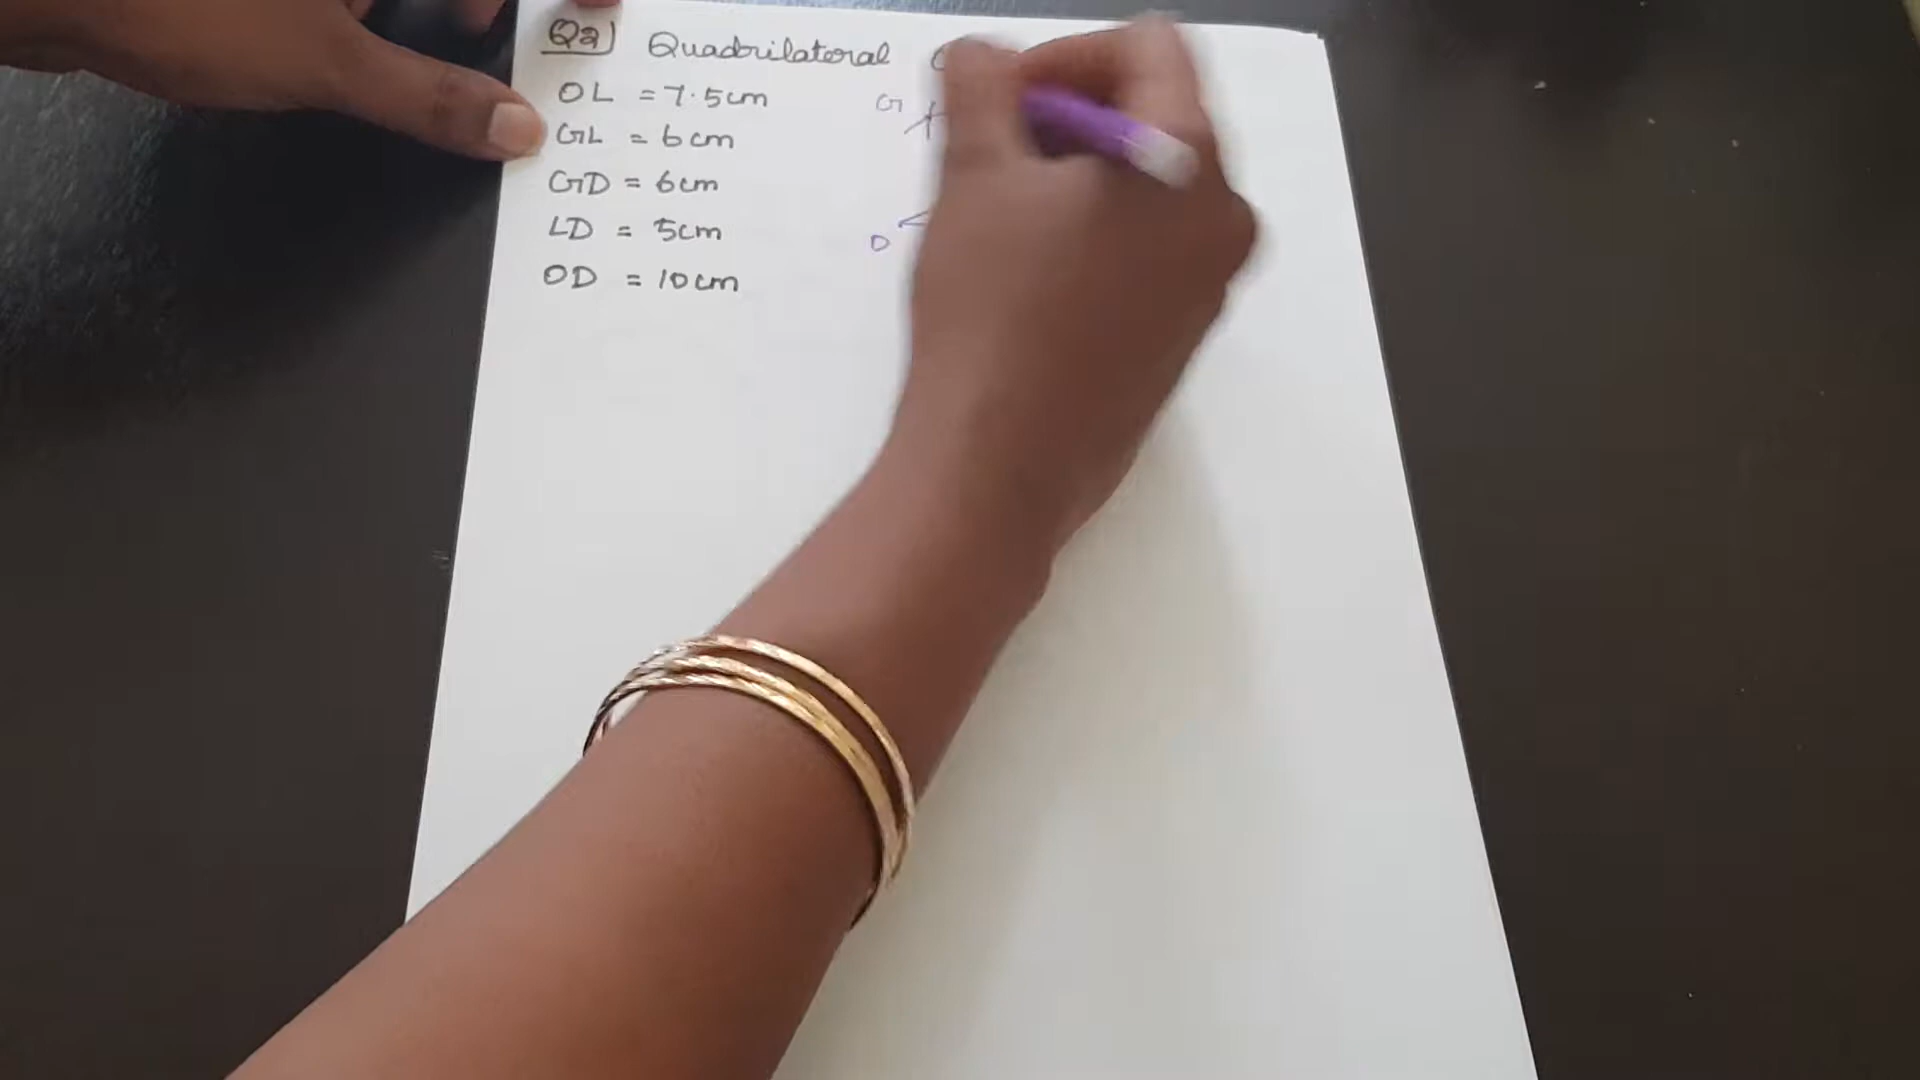 Q2) Quadrilateral
OL = 7.5cm
GL = 6cm
GD = 6cm
LD = 5cm
OD = 10cm
G
D